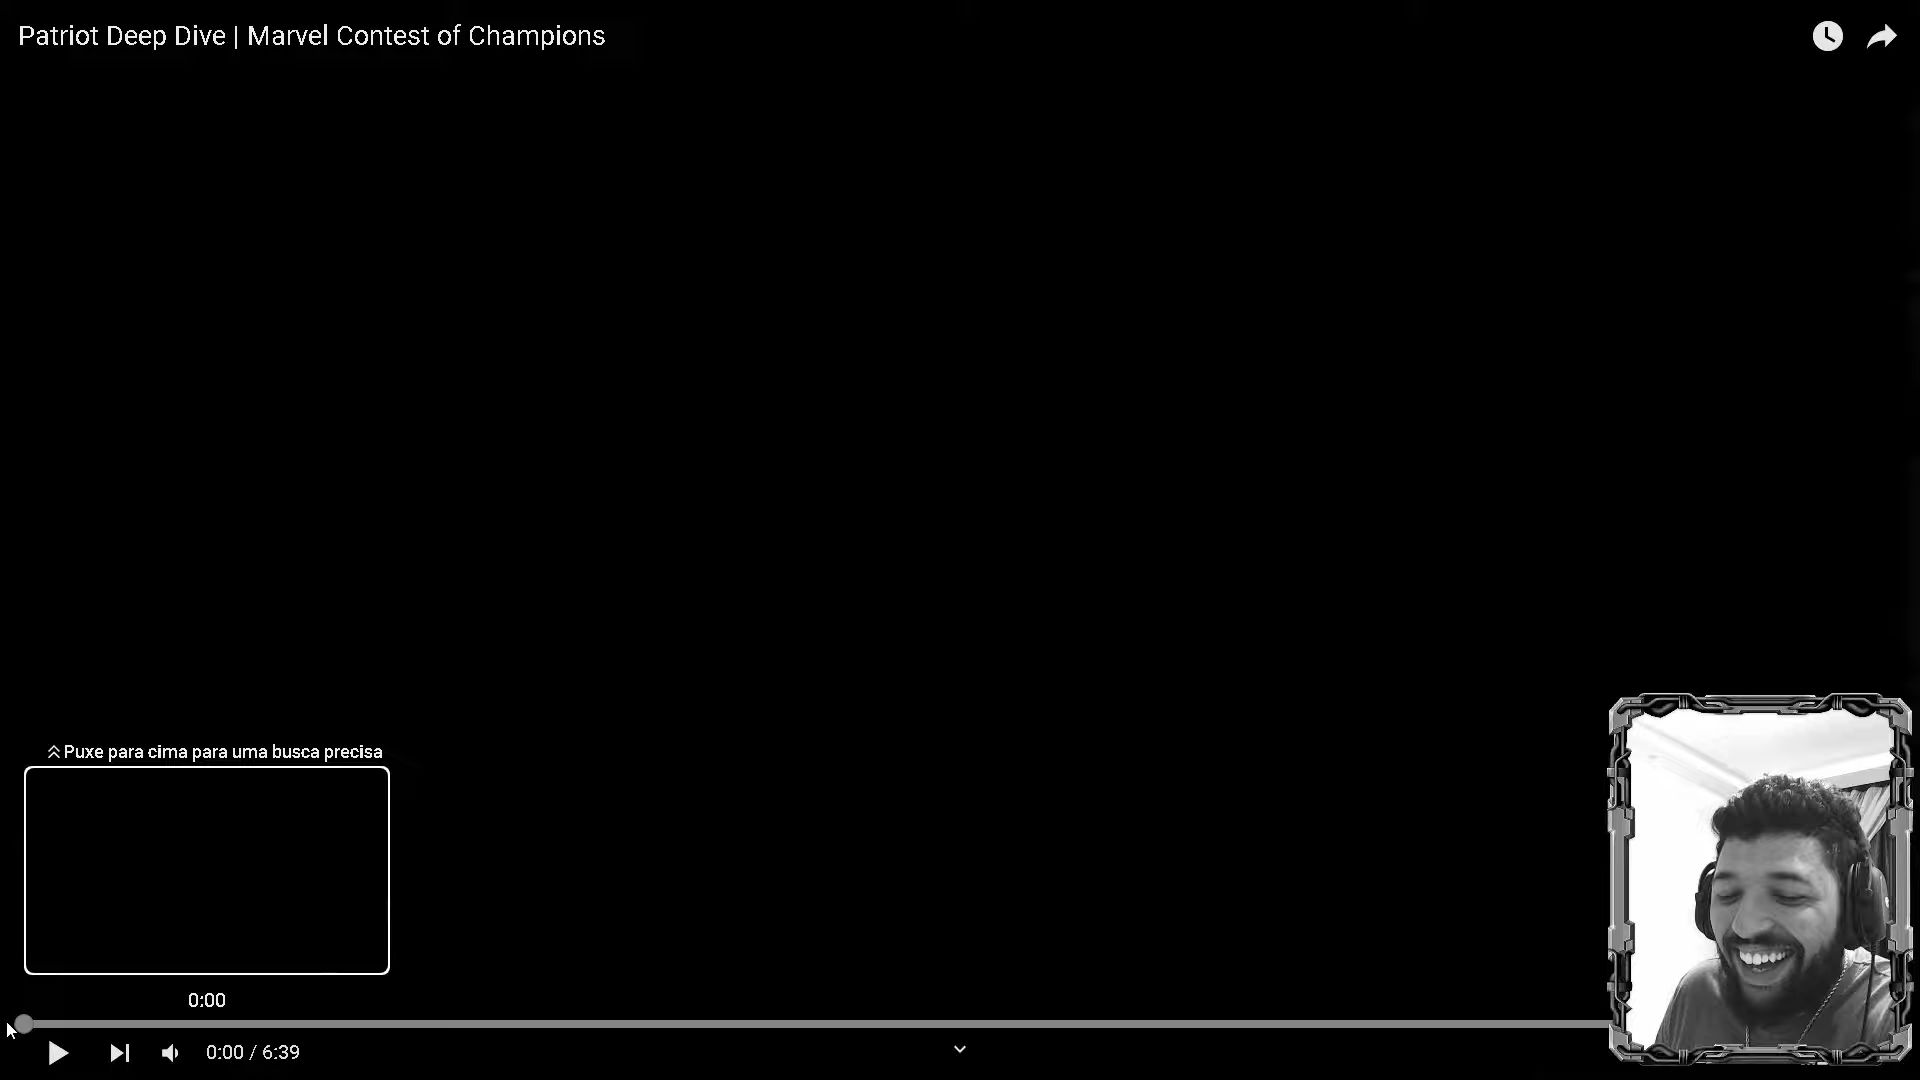 Patriot Deep Dive | Marvel Contest of Champions
Puxe para cima para uma busca precisa
0:00
0:00 / 6:39